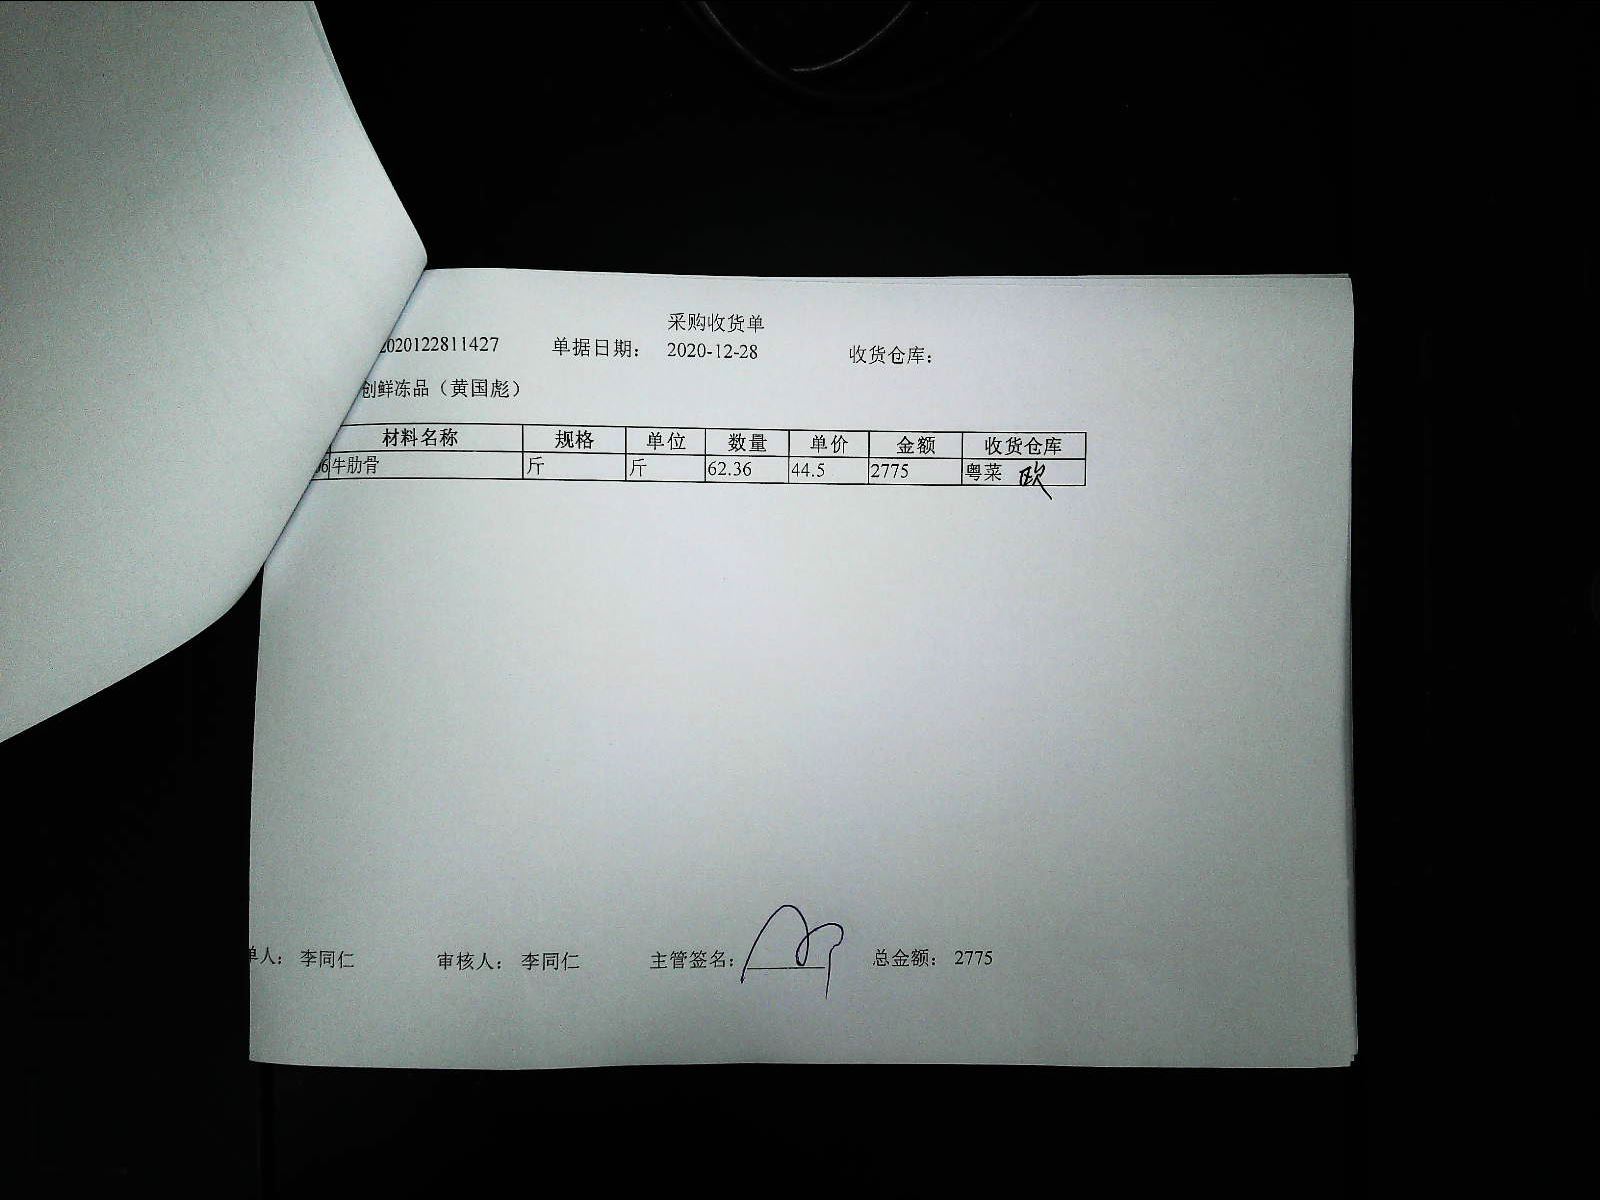 采购收货单
2020122811427 单据日期： 2020-12-28 收货仓库：
创鲜冻品（黄国彪）
材料名称 规格 单位 数量 单价 金额 收货仓库
06 牛肋骨 斤 斤 62.36 44.5 2775 粤菜
单人： 李同仁 审核人： 李同仁 主管签名： 总金额： 2775